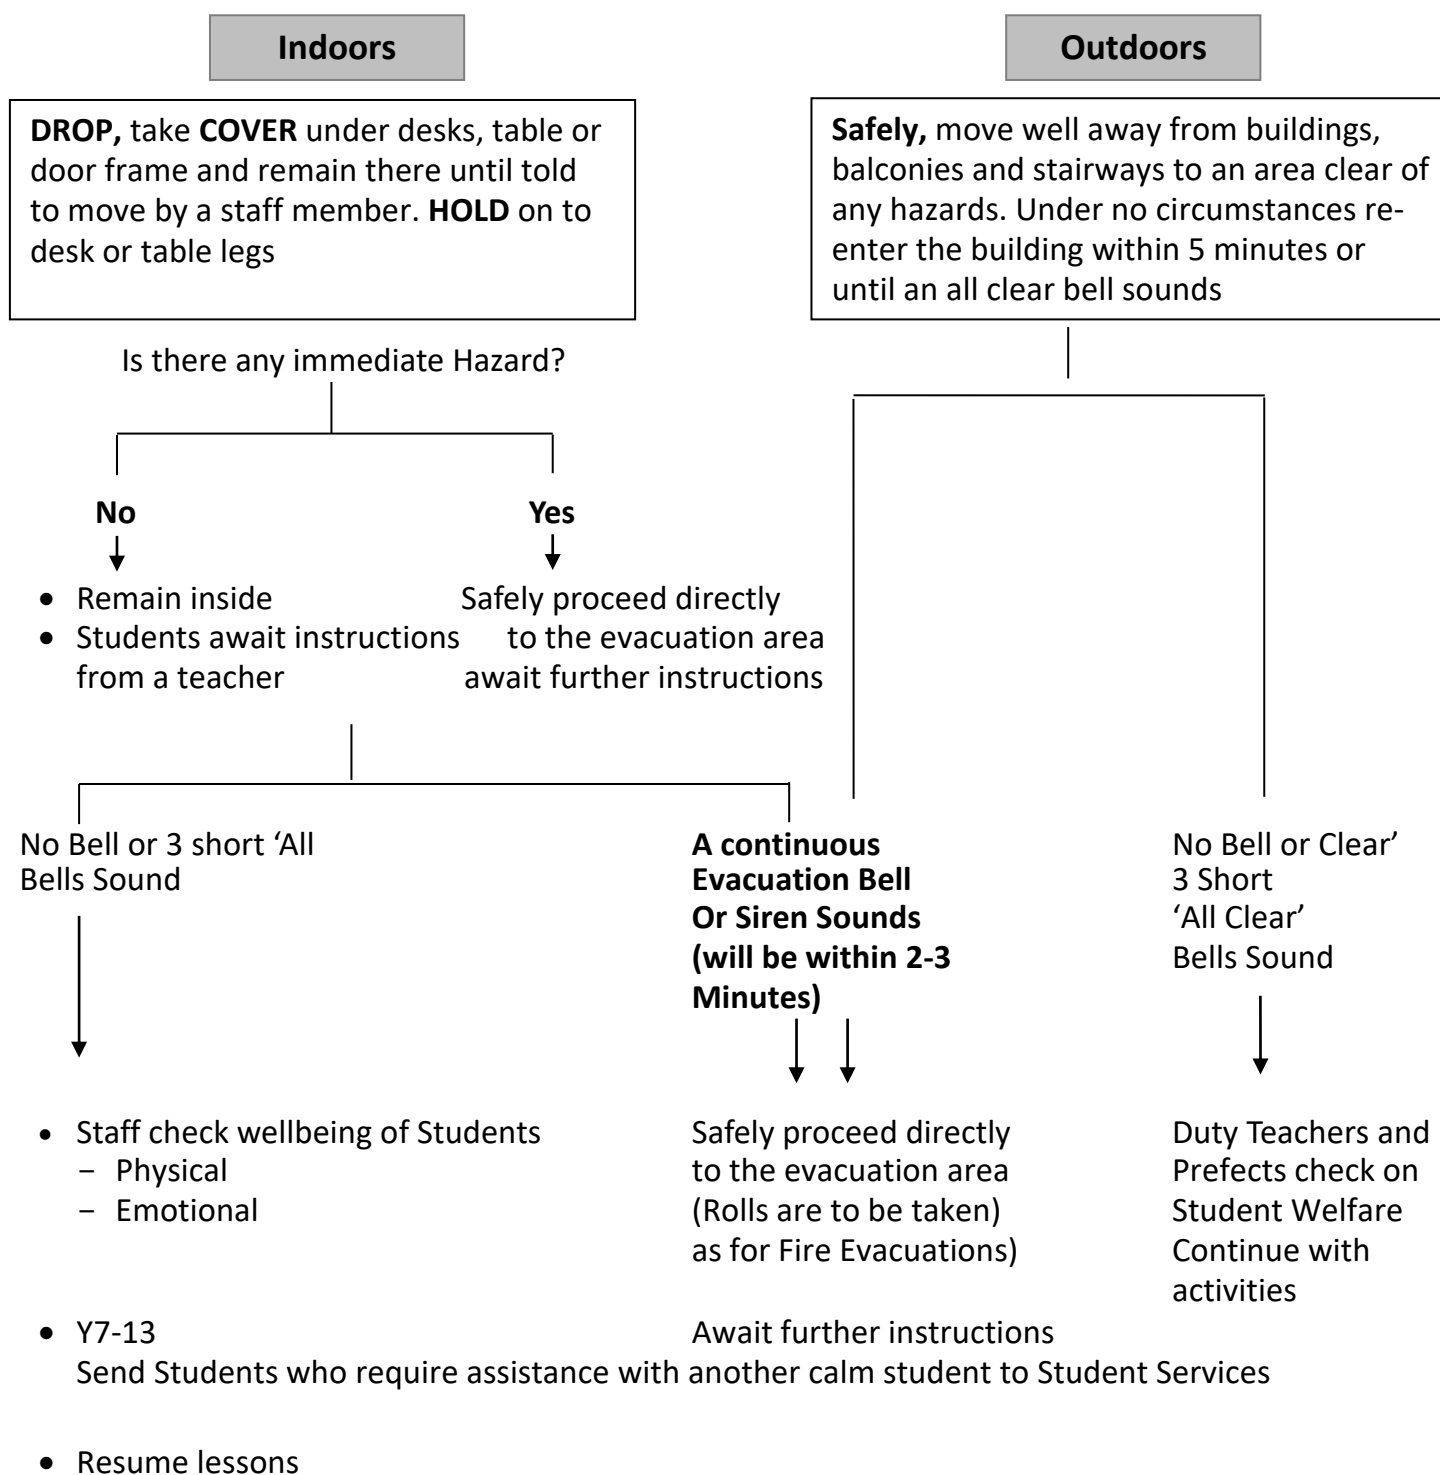 Indoors
Outdoors
DROP, take COVER under desks, table or
door frame and remain there until told
to move by a staff member. HOLD on to
desk or table legs
Safely, move well away from buildings,
balconies and stairways to an area clear of
any hazards. Under no circumstances re-
enter the building within 5 minutes or
until an all clear bell sounds
Is there any immediate Hazard?
No
Yes
• Remain inside
• Students await instructions
from a teacher
Safely proceed directly
to the evacuation area
await further instructions
No Bell or 3 short ‘All
Bells Sound
A continuous
Evacuation Bell
Or Siren Sounds
(will be within 2-3
Minutes)
No Bell or Clear’
3 Short
‘All Clear’
Bells Sound
• Staff check wellbeing of Students
− Physical
− Emotional
Safely proceed directly
to the evacuation area
(Rolls are to be taken)
as for Fire Evacuations)
Duty Teachers and
Prefects check on
Student Welfare
Continue with
activities
• Y7-13
Await further instructions
Send Students who require assistance with another calm student to Student Services
• Resume lessons